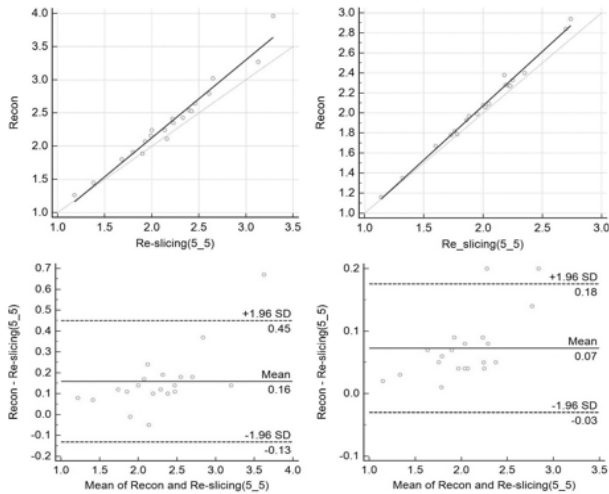 4.0
3.5
3.0
2.5
2.0
1.5
1.0
Recon
1.0 1.5 2.0 2.5 3.0 3.5
Re-slicing(5_5)
3.0
2.8
2.6
2.4
2.2
2.0
1.8
1.6
1.4
1.2
1.0
Recon
1.0 1.5 2.0 2.5 3.0
Re_slicing(5_5)
0.7
0.6
0.5
0.4
0.3
0.2
0.1
0.0
-0.1
-0.2
Recon - Re-slicing(5_5)
+1.96 SD
0.45
Mean
0.16
-1.96 SD
-0.13
1.0 1.5 2.0 2.5 3.0 3.5 4.0
Mean of Recon and Re-slicing(5_5)
0.2
0.1
0.0
-0.1
Recon - Re-slicing(5_5)
+1.96 SD
0.18
Mean
0.07
-1.96 SD
-0.03
1.0 1.5 2.0 2.5 3.0
Mean of Recon and Re-slicing(5_5)